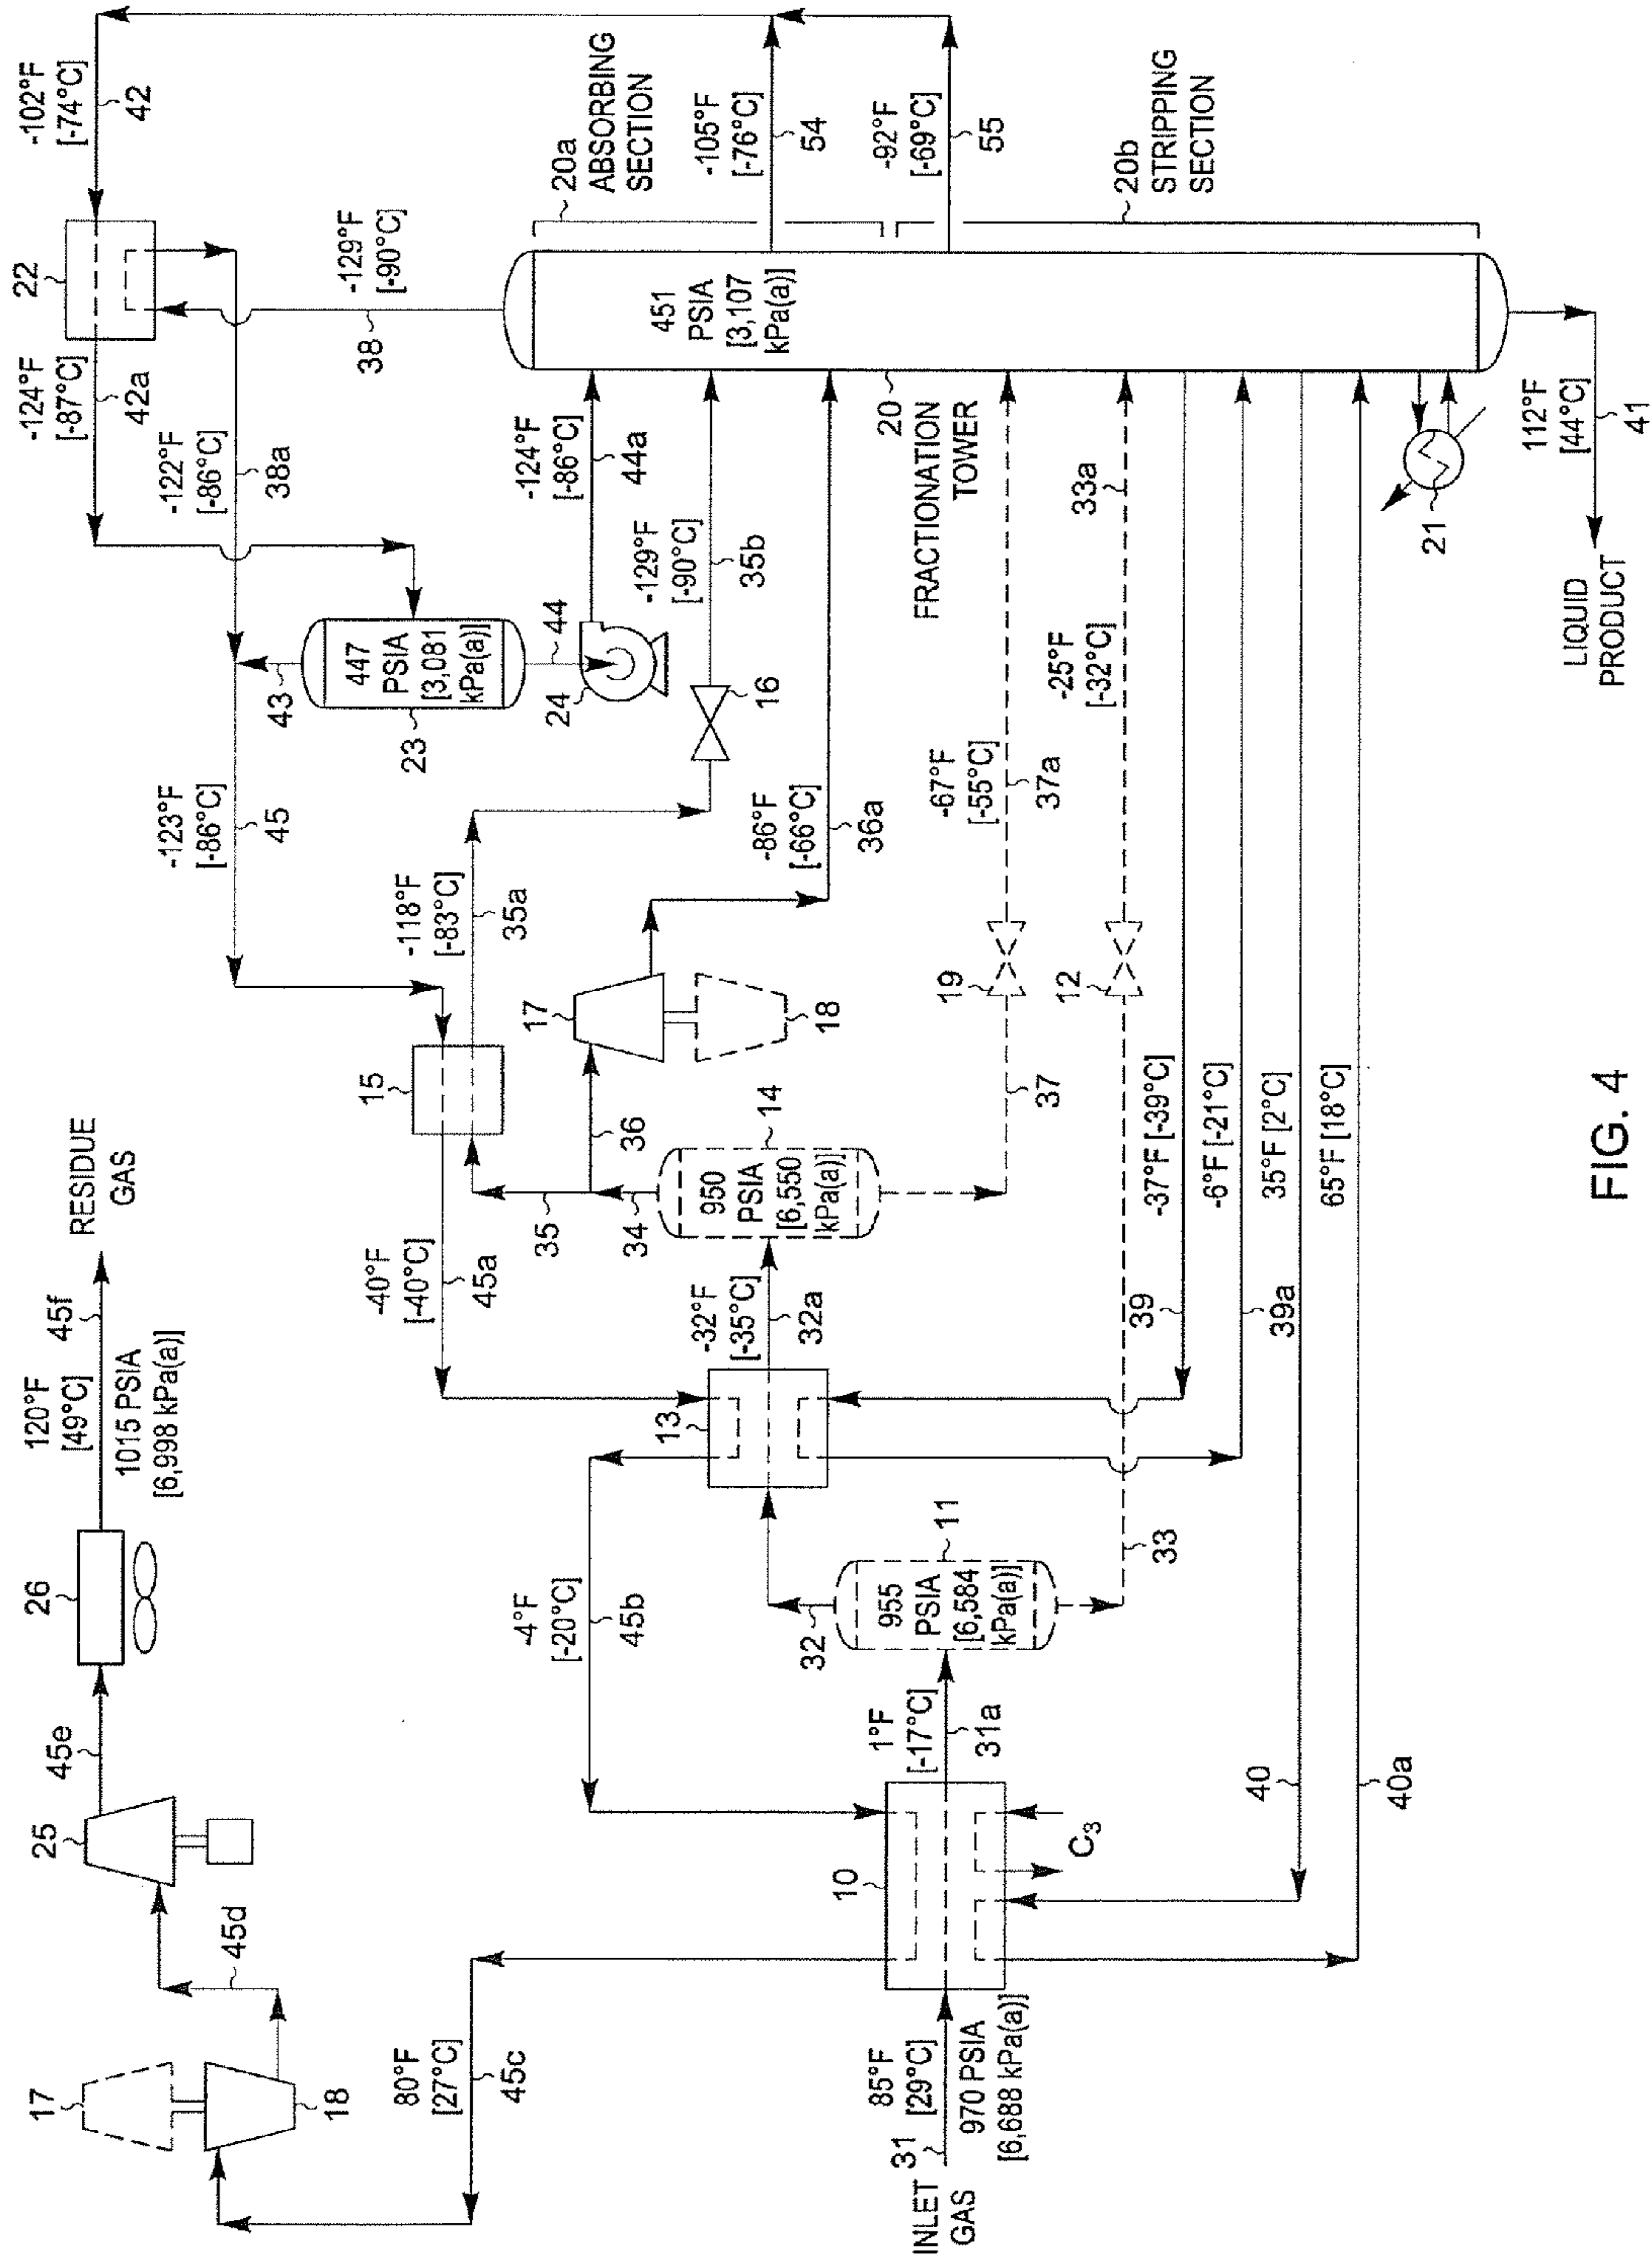 RESIDUE
GAS
120°F
[49°C]
45f
1015 PSIA
[6,998 kPa(a)]
26
45e
25
45d
17
18
80°F
[27°C]
45c
INLET
GAS
31
85°F
[29°C]
970 PSIA
[6,688 kPa(a)]
10
C3
1°F
[-17°C]
31a
11
955
PSIA
[6,584
kPa(a)]
32
33
-4°F
[-20°C]
45b
13
-32°F
[-35°C]
32a
-40°F
[-40°C]
45a
14
950
PSIA
[6,550
kPa(a)]
34
35
36
37
15
-118°F
[-83°C]
35a
17
18
19
12
-86°F
[-66°C]
36a
-67°F
[-55°C]
37a
-25°F
[-32°C]
33a
16
-129°F
[-90°C]
35b
-123°F
[-86°C]
45
43
447
PSIA
[3,081
kPa(a)]
23
44
24
-124°F
[-86°C]
44a
-122°F
[-86°C]
38a
-124°F
[-87°C]
42a
22
-102°F
[-74°C]
42
-129°F
[-90°C]
38
451
PSIA
[3,107
kPa(a)]
20
FRACTIONATION
TOWER
20a
ABSORBING
SECTION
-105°F
[-76°C]
54
-92°F
[-69°C]
55
20b
STRIPPING
SECTION
-37°F [-39°C]
39
-6°F [-21°C]
39a
35°F [2°C]
40
65°F [18°C]
40a
21
112°F
[44°C]
41
LIQUID
PRODUCT
FIG. 4